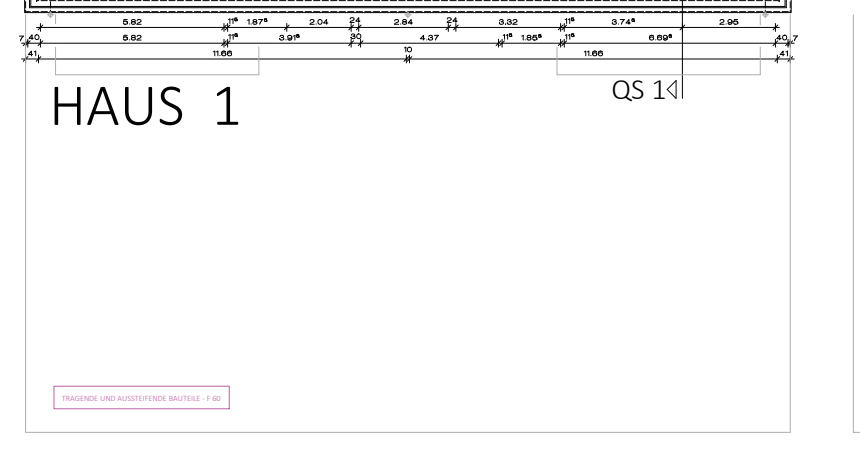 5.82 11⁵ 1.87⁵ 2.04 24 2.84 24 3.32 11⁵ 3.74⁵ 2.95
7 40 5.82 11⁵ 3.91⁵ 30 4.37 11⁵ 1.85⁵ 11⁵ 6.69⁵ 40 7
41 11.66 10 11.66 41
HAUS 1
QS 1
TRAGENDE UND AUSSTEIFENDE BAUTEILE - F 60